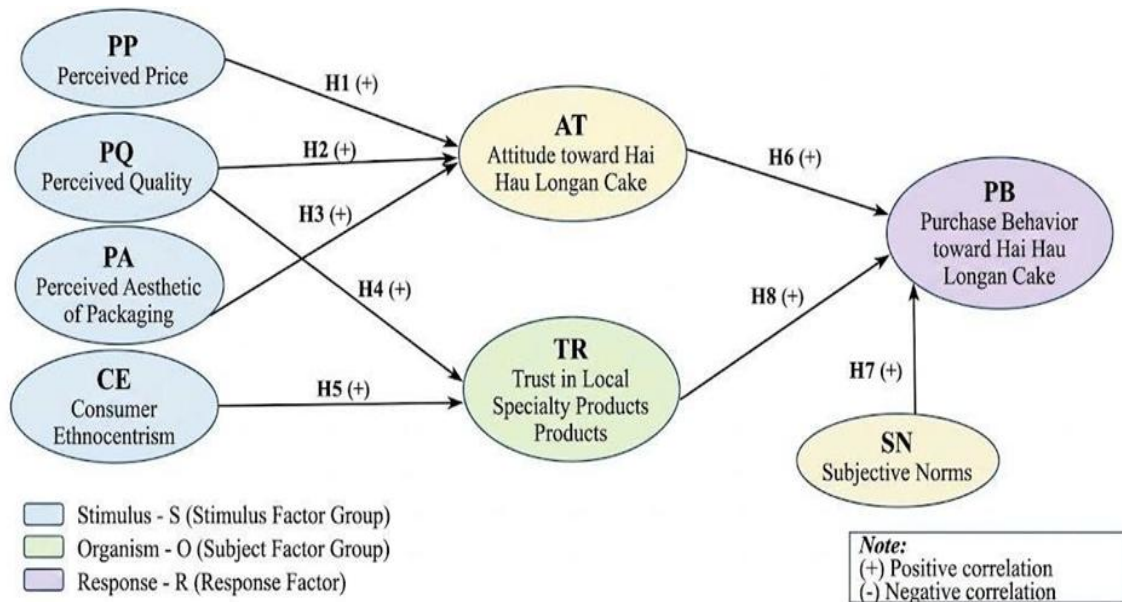 PP
Perceived Price
H1 (+)
PQ
Perceived Quality
H2 (+)
H3 (+)
PA
Perceived Aesthetic
of Packaging
H4 (+)
CE
Consumer
Ethnocentrism
H5 (+)
AT
Attitude toward Hai
Hau Longan Cake
H6 (+)
TR
Trust in Local
Specialty Products
Products
H8 (+)
PB
Purchase Behavior
toward Hai Hau
Longan Cake
H7 (+)
SN
Subjective Norms
Stimulus - S (Stimulus Factor Group)
Organism - O (Subject Factor Group)
Response - R (Response Factor)
Note:
(+) Positive correlation
(-) Negative correlation